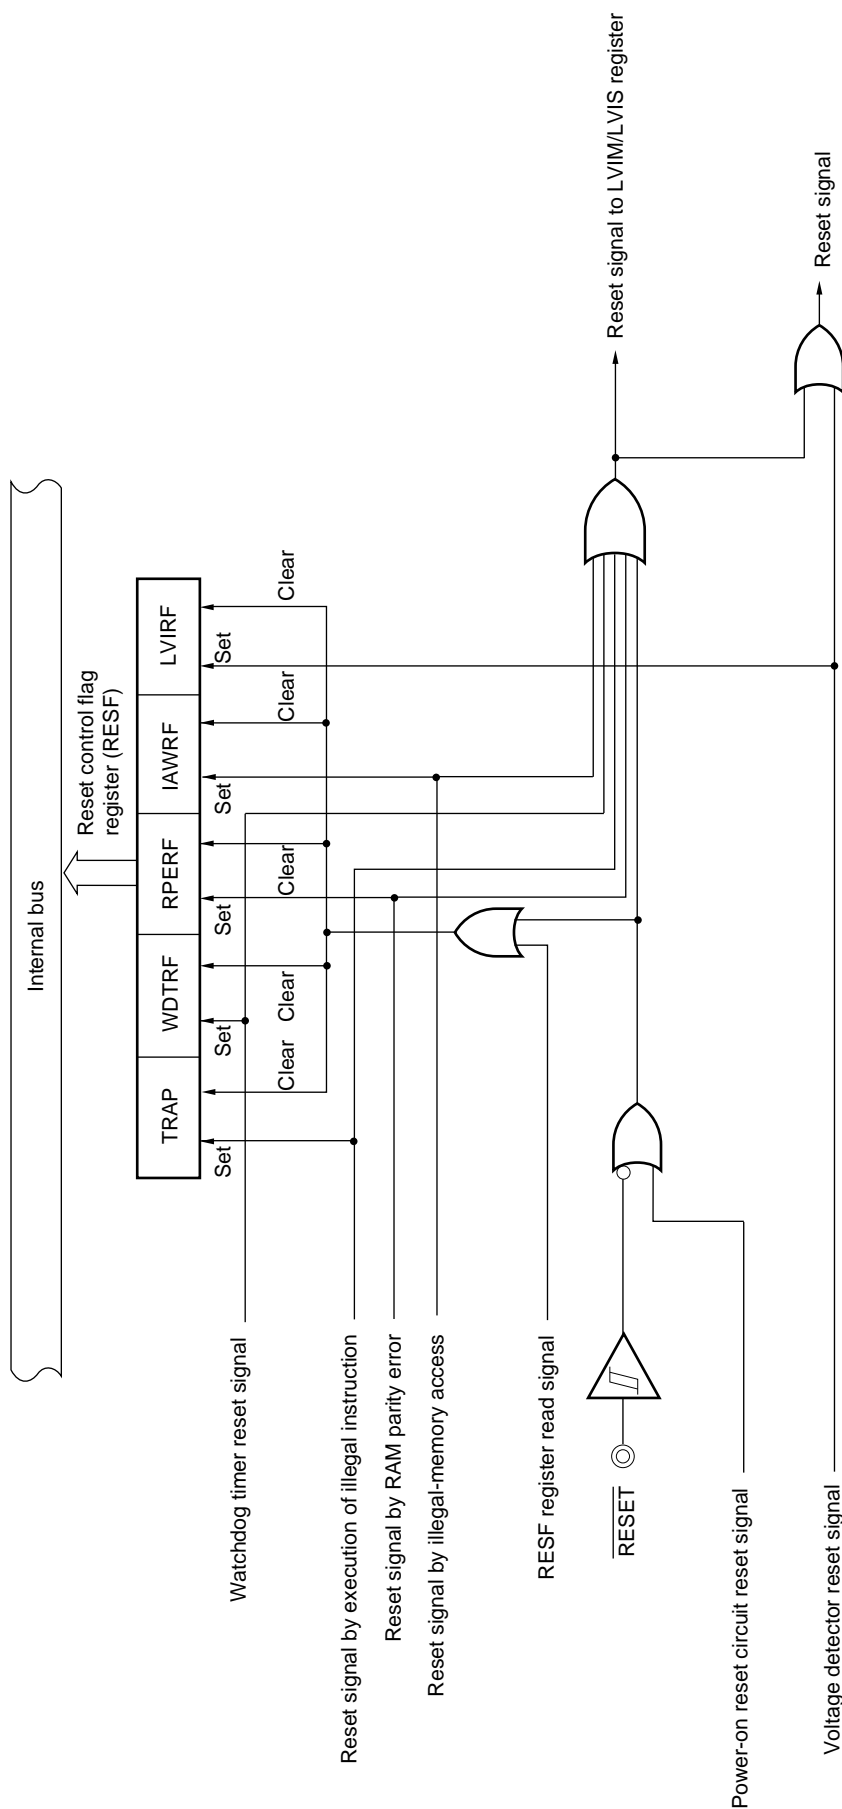 Internal bus
Reset control flag
register (RESF)
TRAP
WDTRF
RPERF
IAWRF
LVIRF
Set
Clear
Set
Clear
Set
Clear
Set
Clear
Set
Clear
Watchdog timer reset signal
Reset signal by execution of illegal instruction
Reset signal by RAM parity error
Reset signal by illegal-memory access
RESF register read signal
RESET
Power-on reset circuit reset signal
Voltage detector reset signal
Reset signal to LVIM/LVIS register
Reset signal